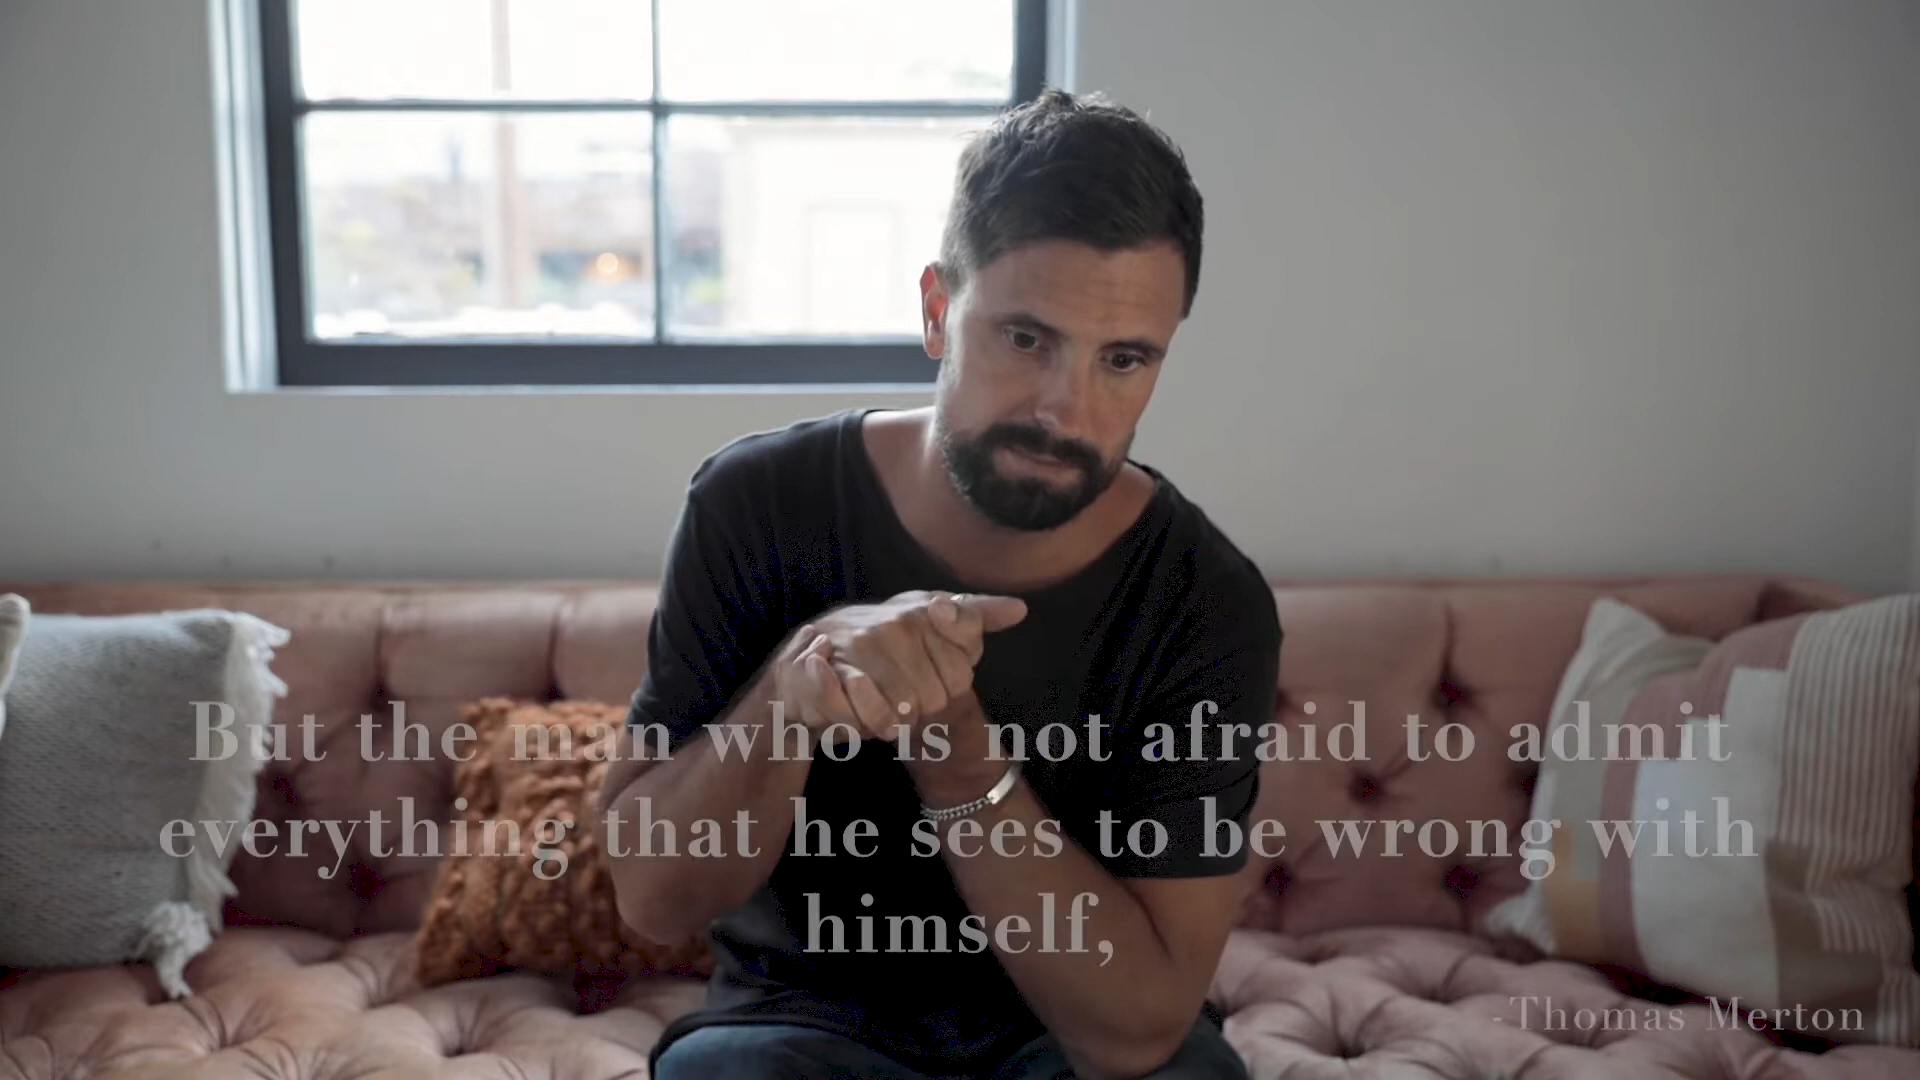 But the man who is not afraid to admit
everything that he sees to be wrong with
himself,
-Thomas Merton